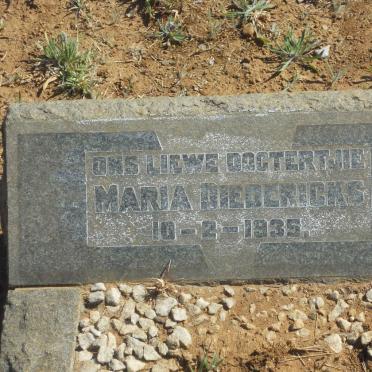 ONS LIEWE DOGTERTJIE
MARIA DIEDERICKS
10-2-1935.